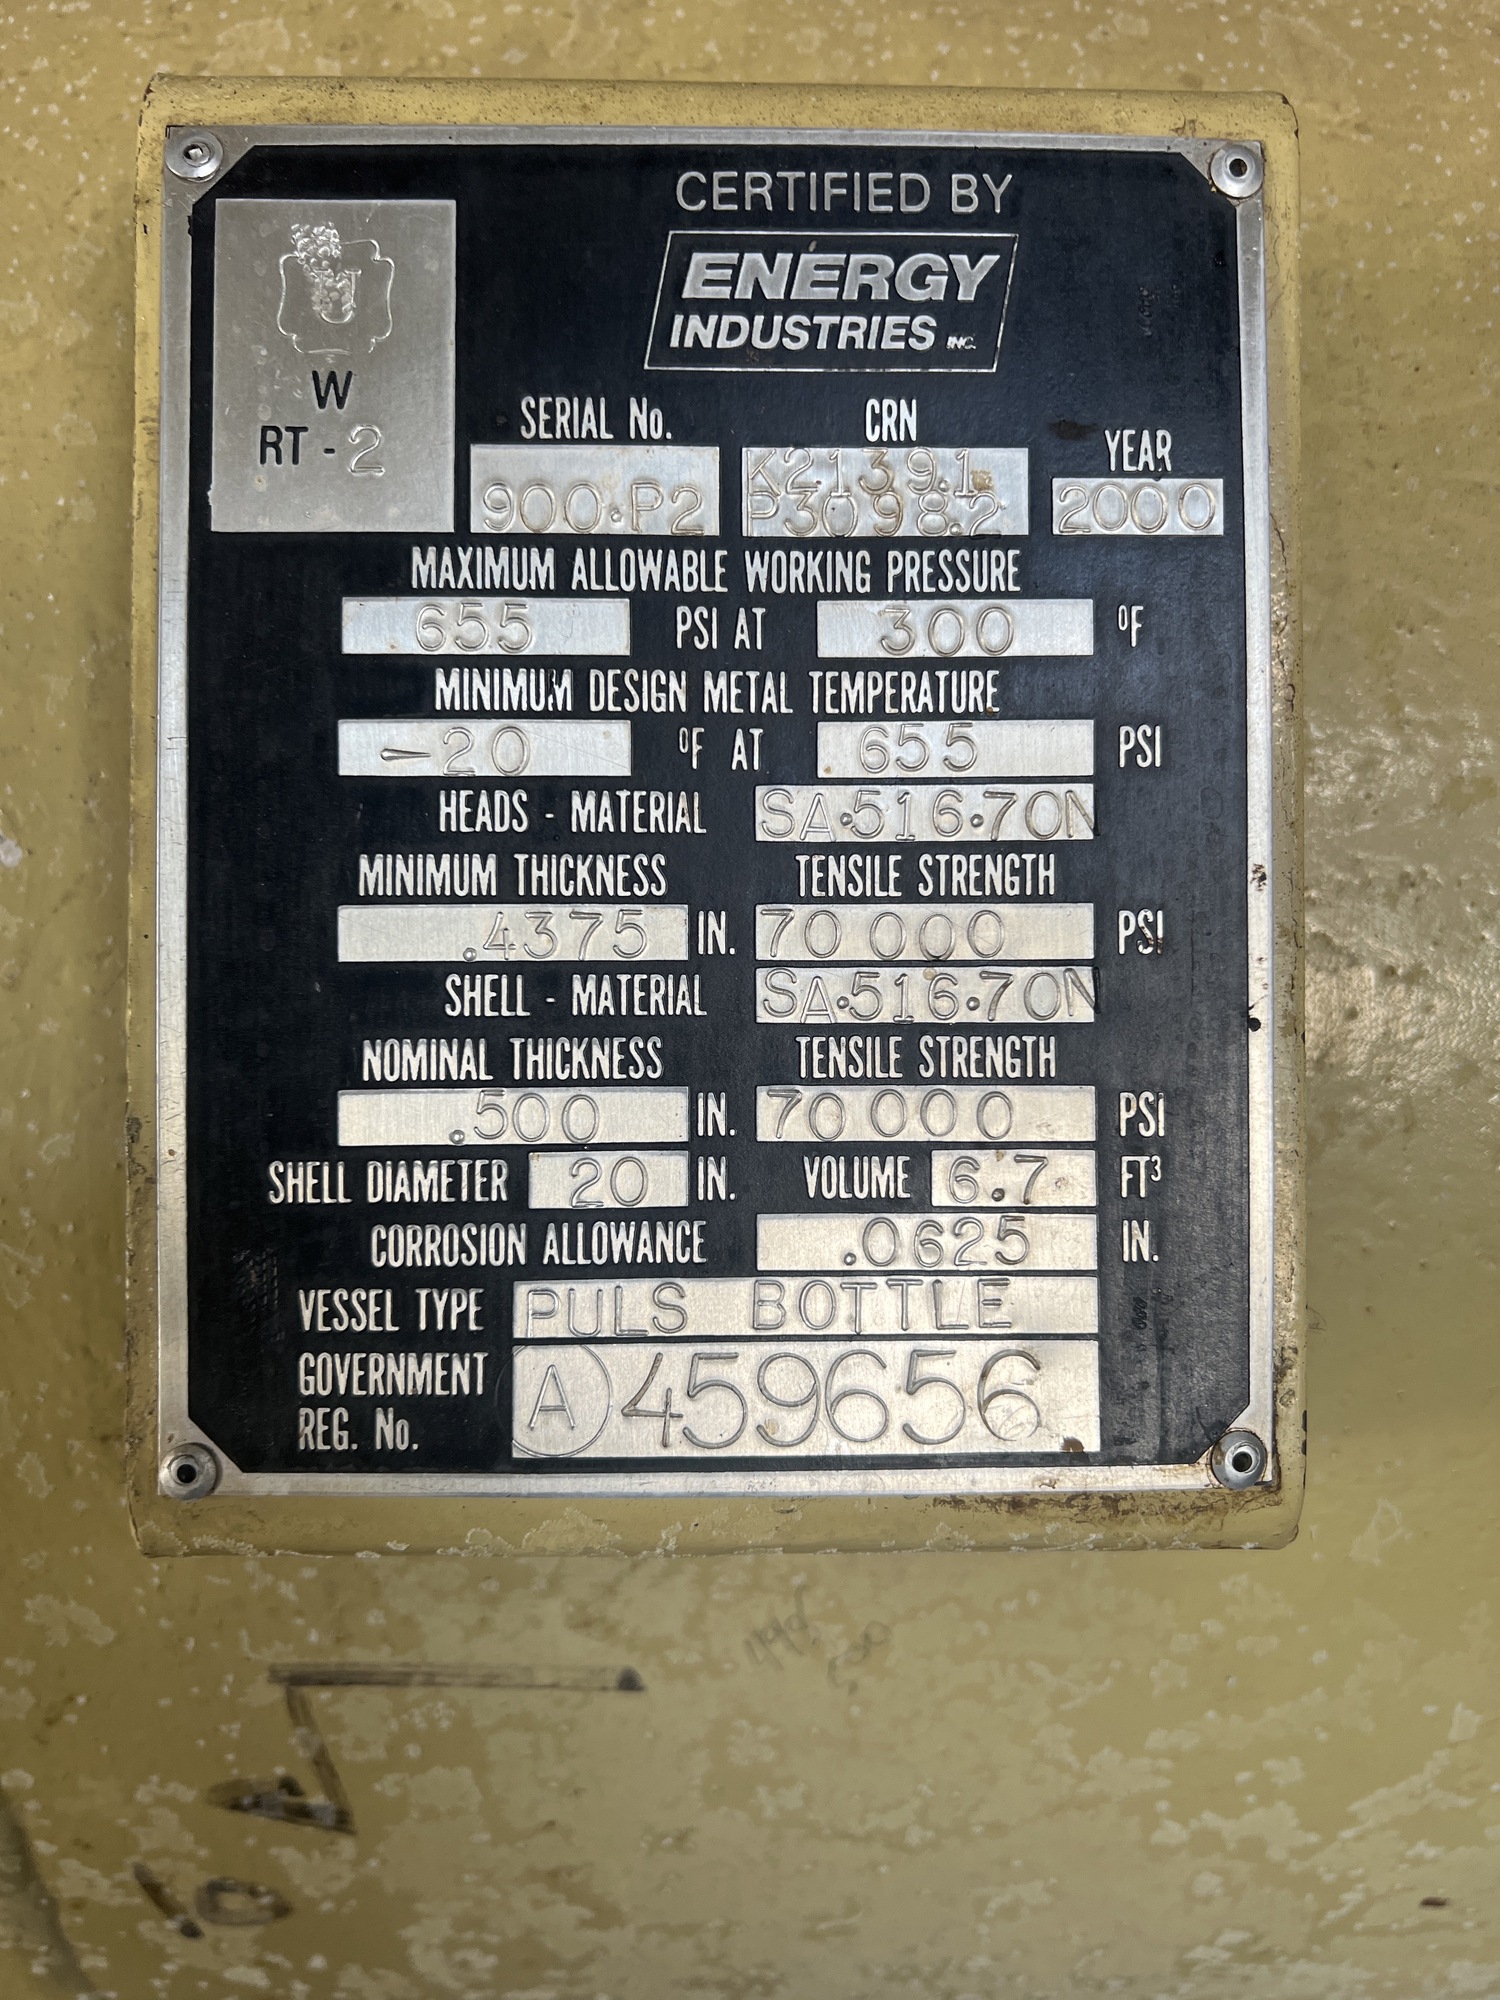 CERTIFIED BY
ENERGY
INDUSTRIES INC.
U
W
RT - 2
SERIAL No. CRN YEAR
K2139.1
900.P2 P3098.2 2000
MAXIMUM ALLOWABLE WORKING PRESSURE
655 PSI AT 300 °F
MINIMUM DESIGN METAL TEMPERATURE
-20 °F AT 655 PSI
HEADS - MATERIAL SA.516.70N
MINIMUM THICKNESS TENSILE STRENGTH
.4375 IN. 70 000 PSI
SHELL - MATERIAL SA.516.70N
NOMINAL THICKNESS TENSILE STRENGTH
.500 IN. 70 000 PSI
SHELL DIAMETER 20 IN. VOLUME 6.7 FT³
CORROSION ALLOWANCE .0625 IN.
VESSEL TYPE PULS BOTTLE
GOVERNMENT
REG. No. A 459656